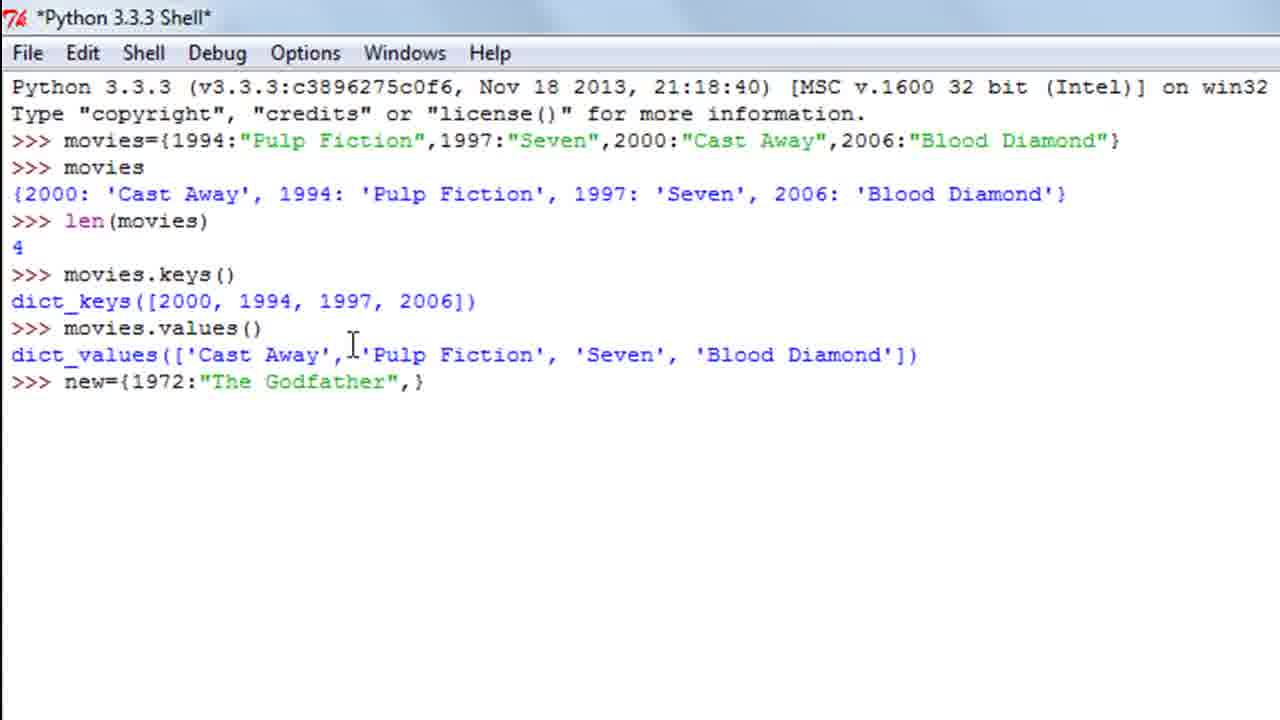 *Python 3.3.3 Shell*
File Edit Shell Debug Options Windows Help
Python 3.3.3 (v3.3.3:c3896275c0f6, Nov 18 2013, 21:18:40) [MSC v.1600 32 bit (Intel)] on win32
Type "copyright", "credits" or "license()" for more information.
>>> movies={1994:"Pulp Fiction",1997:"Seven",2000:"Cast Away",2006:"Blood Diamond"}
>>> movies
{2000: 'Cast Away', 1994: 'Pulp Fiction', 1997: 'Seven', 2006: 'Blood Diamond'}
>>> len(movies)
4
>>> movies.keys()
dict_keys([2000, 1994, 1997, 2006])
>>> movies.values()
dict_values(['Cast Away', 'Pulp Fiction', 'Seven', 'Blood Diamond'])
>>> new={1972:"The Godfather",}